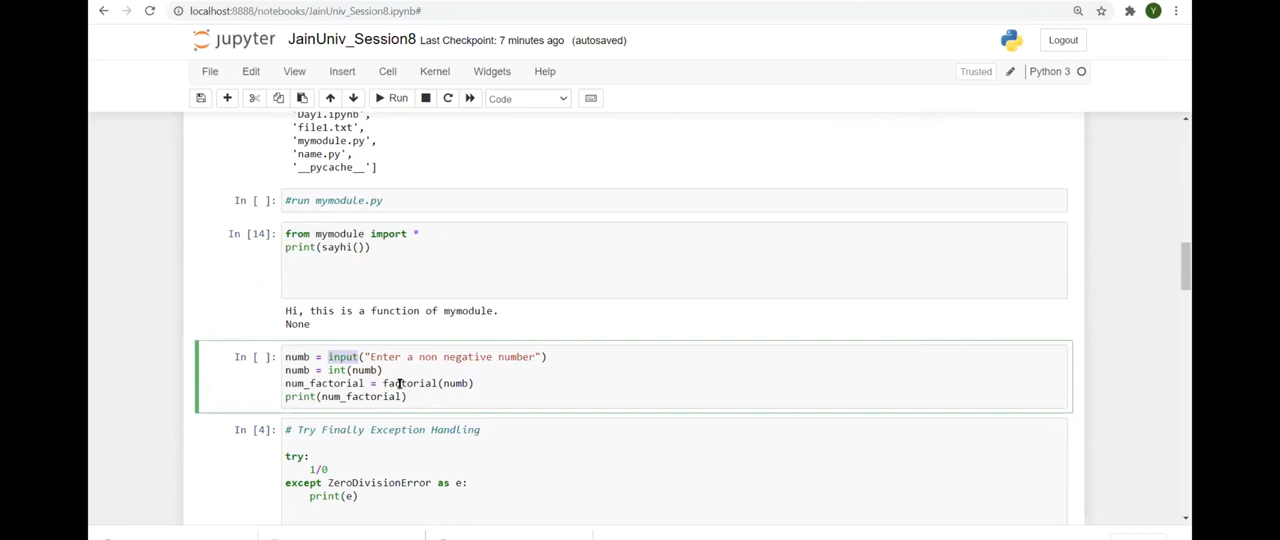 localhost:8888/notebooks/JainUniv_Session8.ipynb#
Y
jupyter JainUniv_Session8 Last Checkpoint: 7 minutes ago (autosaved)
Logout
File Edit View Insert Cell Kernel Widgets Help
Trusted Python 3
Run Code
'Day1.ipynb',
'file1.txt',
'mymodule.py',
'name.py',
'__pycache__']
In [ ]: #run mymodule.py
In [14]: from mymodule import *
print(sayhi())
Hi, this is a function of mymodule.
None
In [ ]: numb = input("Enter a non negative number")
numb = int(numb)
num_factorial = factorial(numb)
print(num_factorial)
In [4]: # Try Finally Exception Handling
try:
1/0
except ZeroDivisionError as e:
print(e)